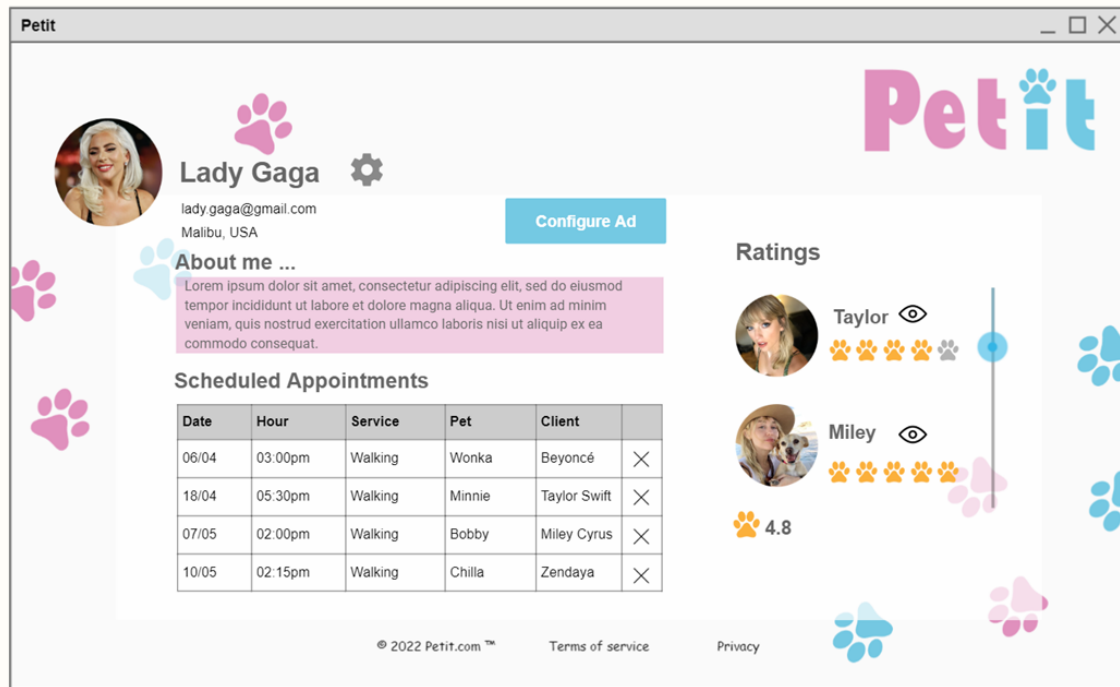 Petit
Petit
Lady Gaga
lady.gaga@gmail.com
Malibu, USA
Configure Ad
About me ...
Lorem ipsum dolor sit amet, consectetur adipiscing elit, sed do eiusmod
tempor incididunt ut labore et dolore magna aliqua. Ut enim ad minim
veniam, quis nostrud exercitation ullamco laboris nisi ut aliquip ex ea
commodo consequat.
Scheduled Appointments
Date Hour Service Pet Client
06/04 03:00pm Walking Wonka Beyoncé
18/04 05:30pm Walking Minnie Taylor Swift
07/05 02:00pm Walking Bobby Miley Cyrus
10/05 02:15pm Walking Chilla Zendaya
Ratings
Taylor
Miley
4.8
© 2022 Petit.com ™ Terms of service Privacy